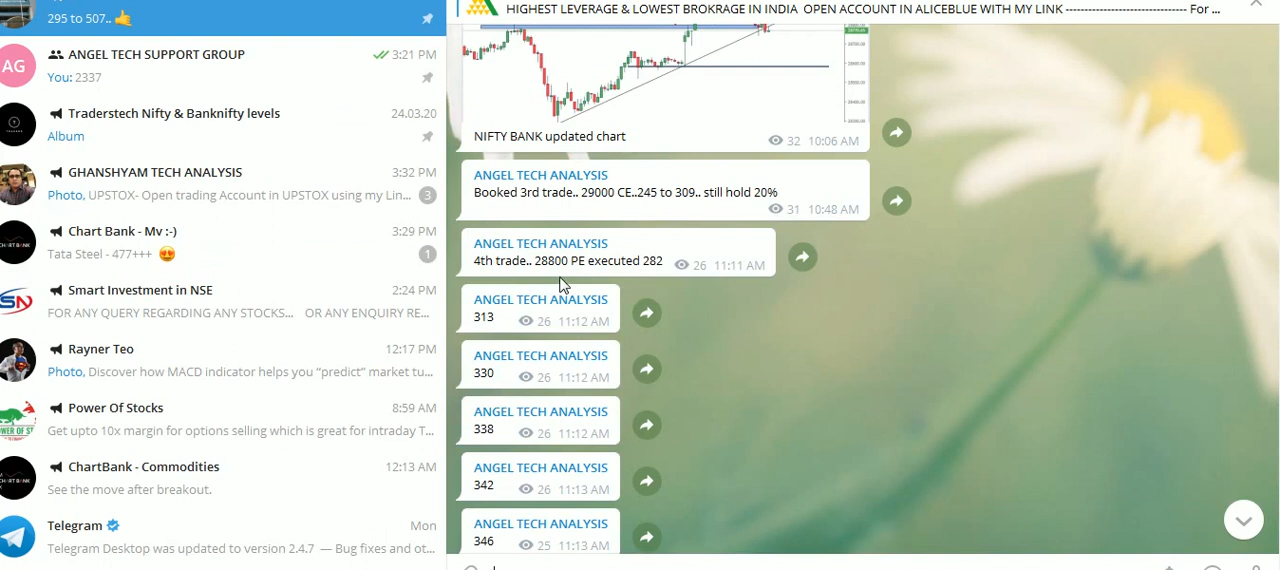 295 to 507.. 🤙
AG
ANGEL TECH SUPPORT GROUP
3:21 PM
You: 2337
Traderstech Nifty & Banknifty levels
24.03.20
Album
GHANSHYAM TECH ANALYSIS
3:32 PM
Photo, UPSTOX- Open trading Account in UPSTOX using my Lin...
3
Chart Bank - Mv :-)
3:29 PM
Tata Steel - 477+++ 😍
1
Smart Investment in NSE
2:24 PM
FOR ANY QUERY REGARDING ANY STOCKS... OR ANY ENQUIRY RE...
Rayner Teo
12:17 PM
Photo, Discover how MACD indicator helps you “predict” market tu...
Power Of Stocks
8:59 AM
Get upto 10x margin for options selling which is great for intraday T...
ChartBank - Commodities
12:13 AM
See the move after breakout.
Telegram
Mon
Telegram Desktop was updated to version 2.4.7 — Bug fixes and ot...
HIGHEST LEVERAGE & LOWEST BROKRAGE IN INDIA OPEN ACCOUNT IN ALICEBLUE WITH MY LINK ------------------------------ For ...
NIFTY BANK updated chart
32 10:06 AM
ANGEL TECH ANALYSIS
Booked 3rd trade.. 29000 CE..245 to 309.. still hold 20%
31 10:48 AM
ANGEL TECH ANALYSIS
4th trade.. 28800 PE executed 282
26 11:11 AM
ANGEL TECH ANALYSIS
313
26 11:12 AM
ANGEL TECH ANALYSIS
330
26 11:12 AM
ANGEL TECH ANALYSIS
338
26 11:12 AM
ANGEL TECH ANALYSIS
342
26 11:13 AM
ANGEL TECH ANALYSIS
346
25 11:13 AM